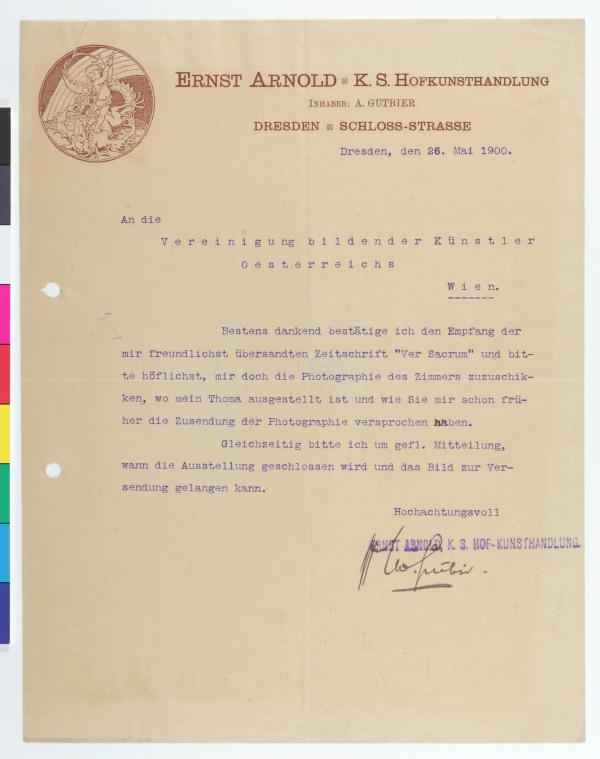 ERNST ARNOLD K. S. HOFKUNSTHANDLUNG
INHABER: A. GUTBIER
DRESDEN SCHLOSS-STRASSE
Dresden, den 26. Mai 1900.
An die
Vereinigung bildender Künstler
Oesterreichs
Wien.
Bestens dankend bestätige ich den Empfang der
mir freundlichst übersandten Zeitschrift "Ver Sacrum" und bit-
te höflichst, mir doch die Photographie des Zimmers zuzuschik-
ken, wo mein Thoma ausgestellt ist und wie Sie mir schon frü-
her die Zusendung der Photographie versprochen haben.
Gleichzeitig bitte ich um gefl. Mitteilung,
wann die Ausstellung geschlossen wird und das Bild zur Ver-
sendung gelangen kann.
Hochachtungsvoll
ERNST ARNOLD, K. S. HOF-KUNSTHANDLUNG.